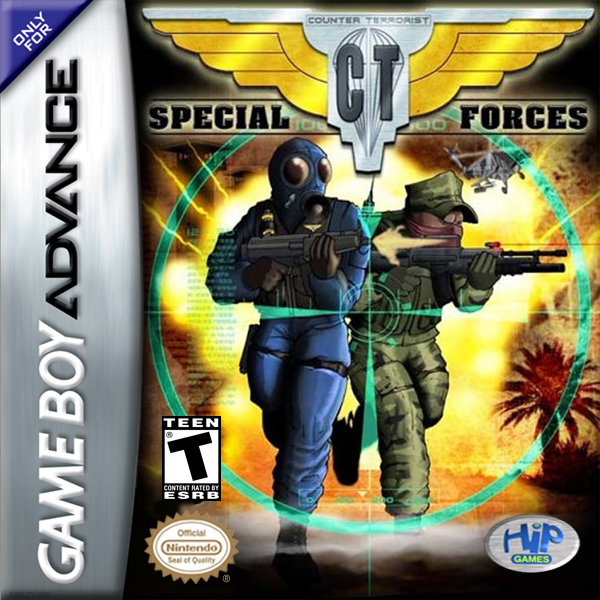 ONLY
FOR
GAME BOY ADVANCE
COUNTER TERRORIST
CT
SPECIAL FORCES
TEEN
T
CONTENT RATED BY
ESRB
Official
Nintendo
Seal of Quality
®
HIP
GAMES